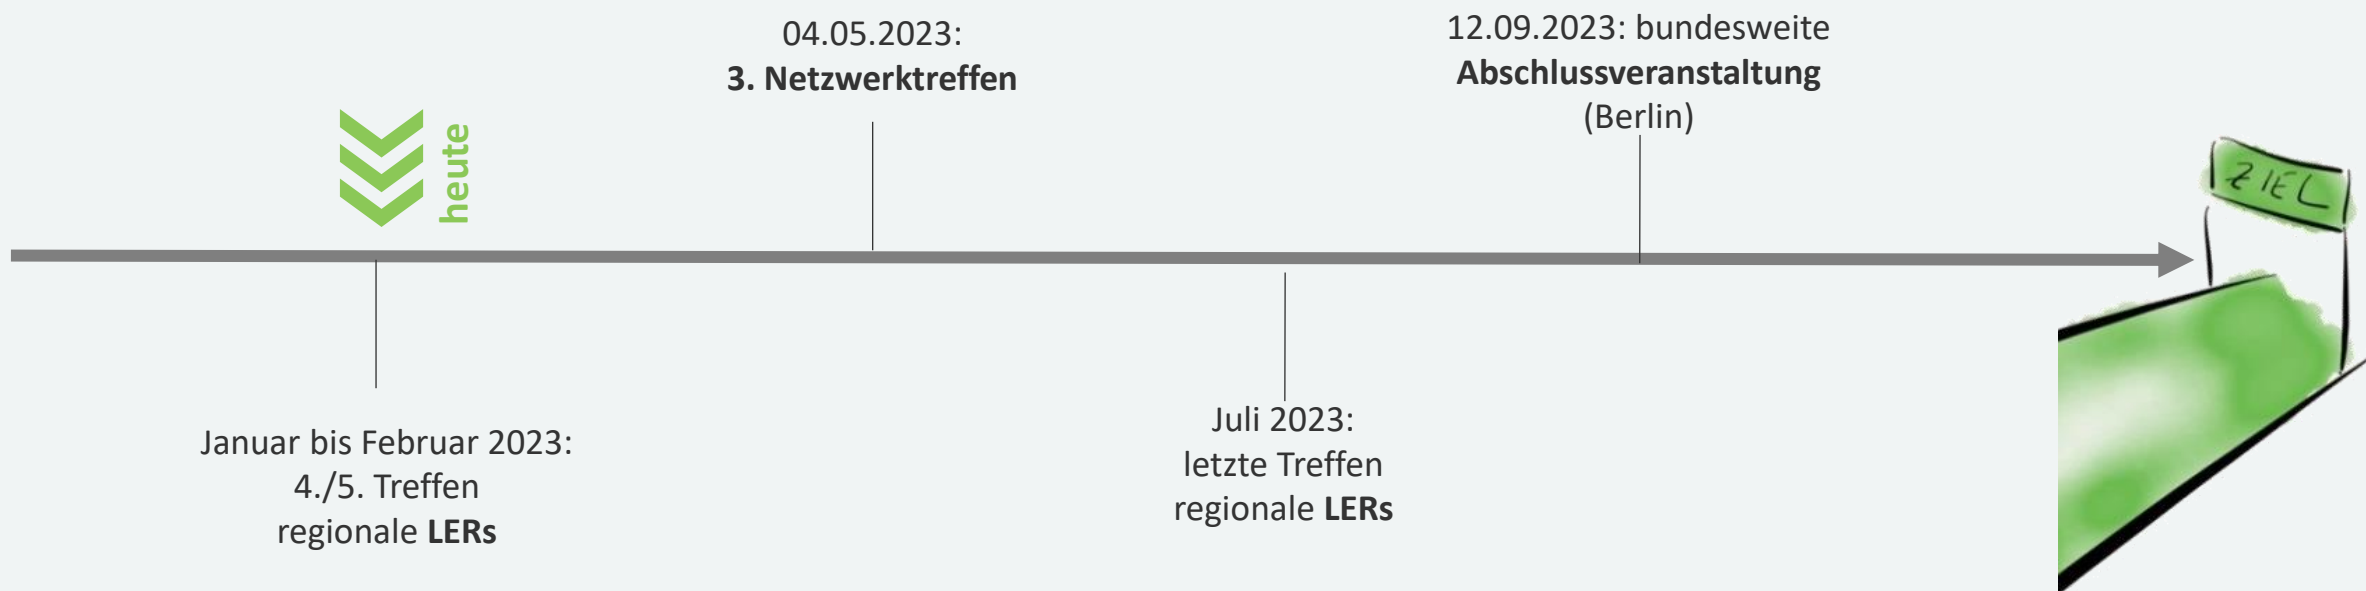 heute
Januar bis Februar 2023:
4./5. Treffen
regionale LERs
04.05.2023:
3. Netzwerktreffen
Juli 2023:
letzte Treffen
regionale LERs
12.09.2023: bundesweite
Abschlussveranstaltung
(Berlin)
ZIEL